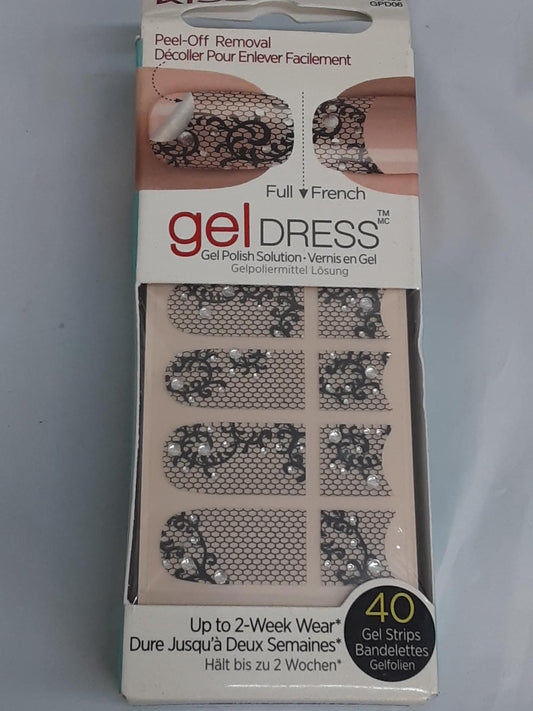 GPD06
Peel-Off Removal
Décoller Pour Enlever Facilement
Full French
gel DRESS™
MC
Gel Polish Solution • Vernis en Gel
Gelpoliermittel Lösung
Up to 2-Week Wear*
Dure Jusqu'à Deux Semaines*
Hält bis zu 2 Wochen*
40
Gel Strips
Bandelettes
Gelfolien